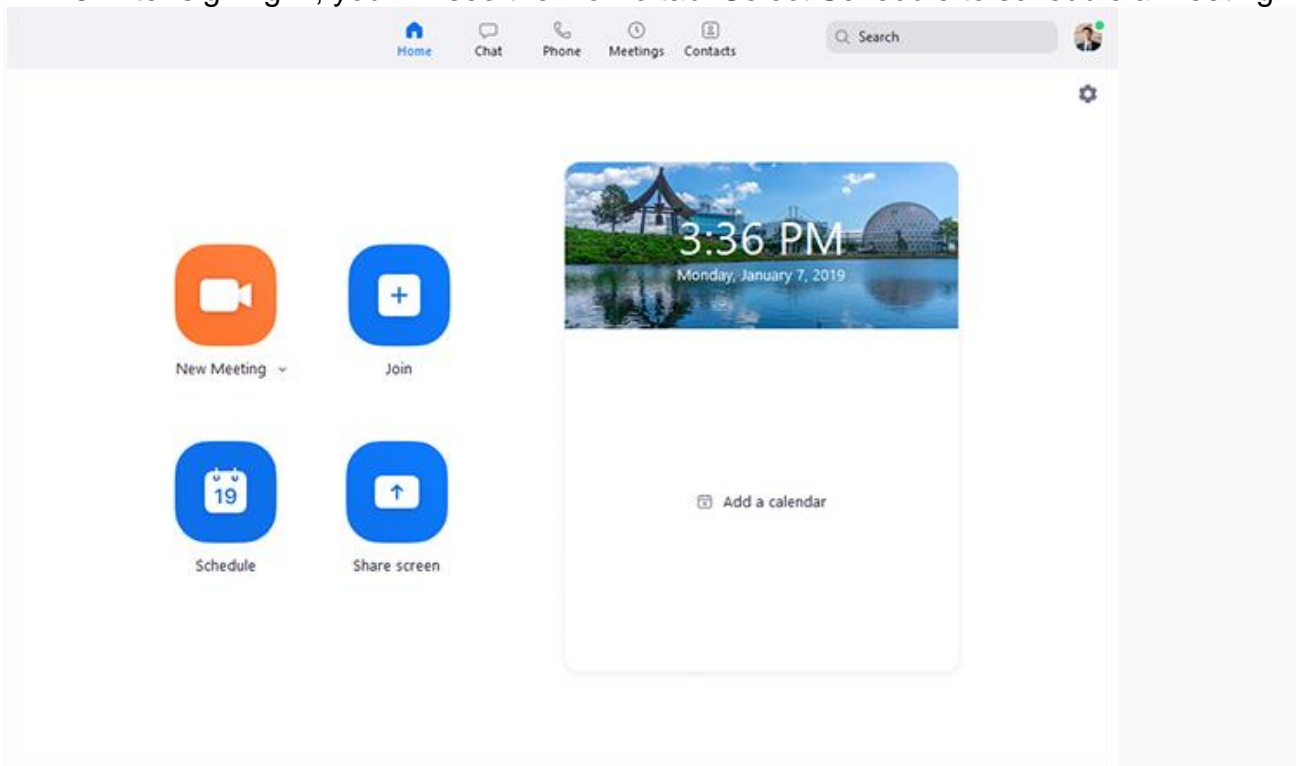 Home Chat Phone Meetings Contacts
Search
3:36 PM
Monday, January 7, 2019
New Meeting
Join
19
Schedule
Share screen
Add a calendar